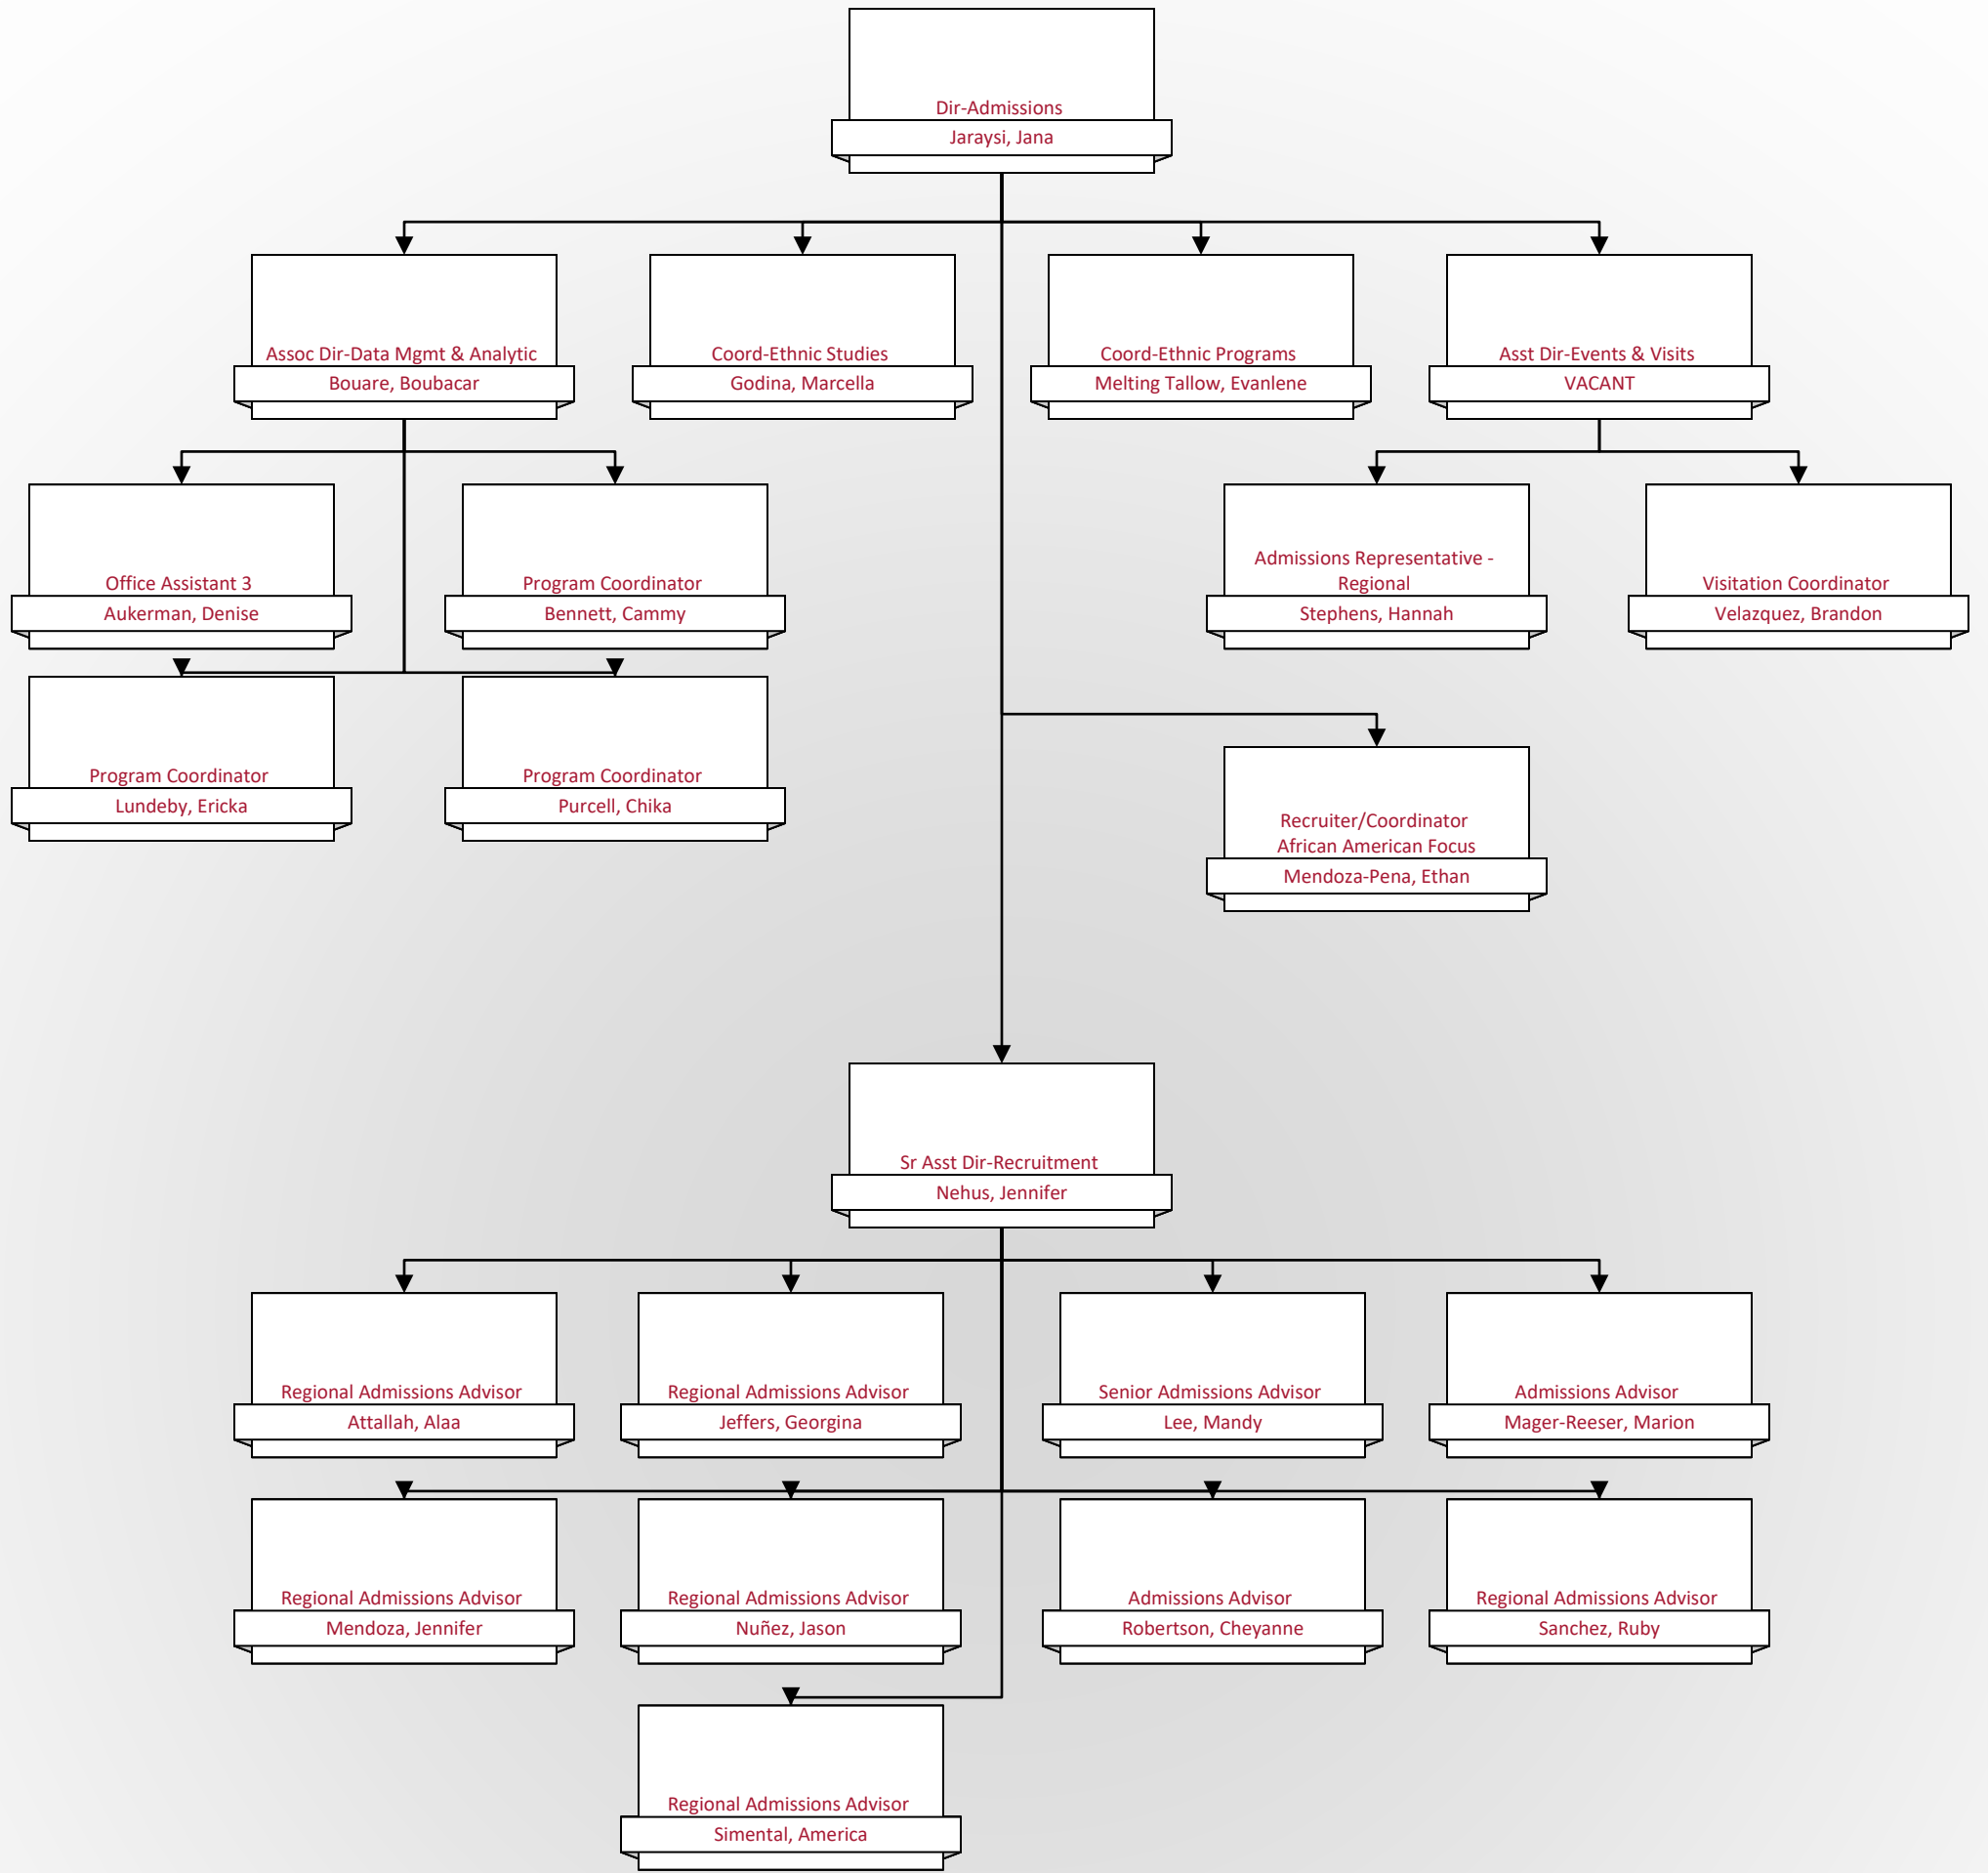 Dir-Admissions
Jaraysi, Jana
Assoc Dir-Data Mgmt & Analytic
Bouare, Boubacar
Coord-Ethnic Studies
Godina, Marcella
Coord-Ethnic Programs
Melting Tallow, Evanlene
Asst Dir-Events & Visits
VACANT
Office Assistant 3
Aukerman, Denise
Program Coordinator
Bennett, Cammy
Admissions Representative -
Regional
Stephens, Hannah
Visitation Coordinator
Velazquez, Brandon
Program Coordinator
Lundeby, Ericka
Program Coordinator
Purcell, Chika
Recruiter/Coordinator
African American Focus
Mendoza-Pena, Ethan
Sr Asst Dir-Recruitment
Nehus, Jennifer
Regional Admissions Advisor
Attallah, Alaa
Regional Admissions Advisor
Jeffers, Georgina
Senior Admissions Advisor
Lee, Mandy
Admissions Advisor
Mager-Reeser, Marion
Regional Admissions Advisor
Mendoza, Jennifer
Regional Admissions Advisor
Nuñez, Jason
Admissions Advisor
Robertson, Cheyanne
Regional Admissions Advisor
Sanchez, Ruby
Regional Admissions Advisor
Simental, America